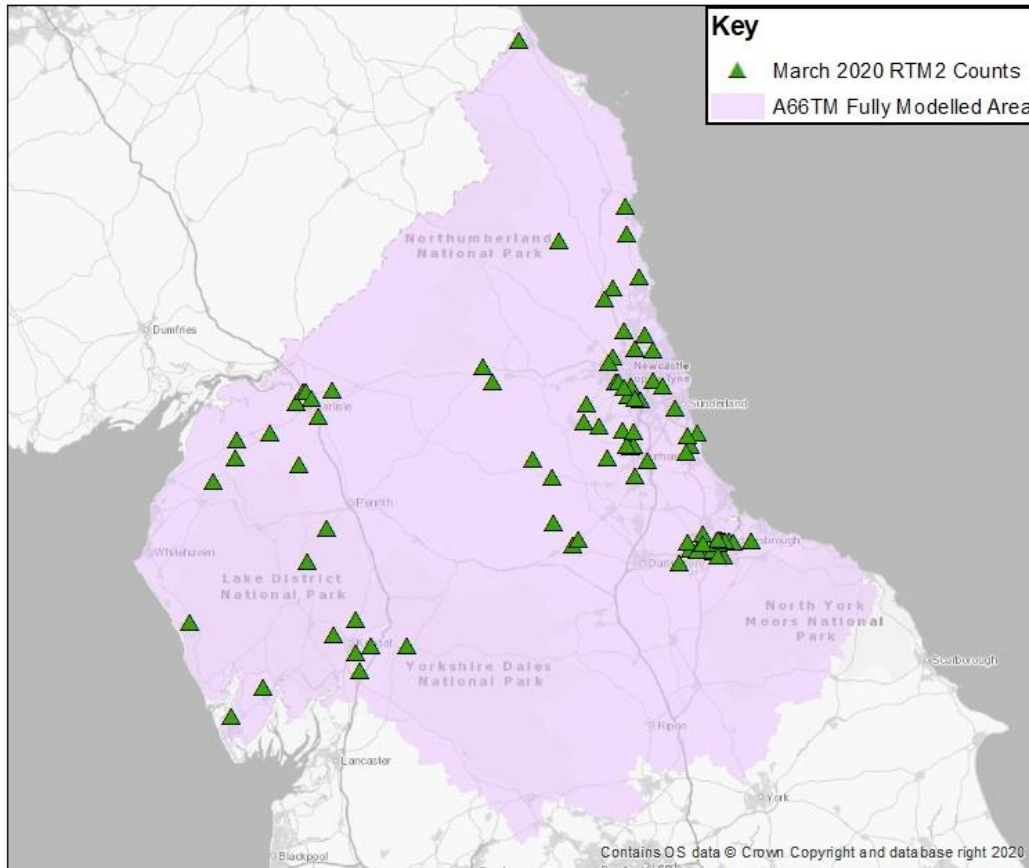 Key
March 2020 RTM2 Counts
A66TM Fully Modelled Area
Northumberland
National Park
Dumfries
Newcastle
Sunderland
Penrith
Whitehaven
Lake District
National Park
North York
Moors National
Park
Yorkshire Dales
National Park
Scarborough
Ripon
Lancaster
York
Blackpool
Contains OS data © Crown Copyright and database right 2020